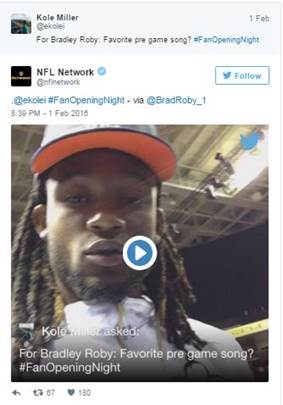 Kole Miller
1 Feb
@ekolei
For Bradley Roby: Favorite pre game song? #FanOpeningNight
NFL Network
Follow
@nflnetwork
.@ekolei #FanOpeningNight - via @BradRoby_1
8:39 PM - 1 Feb 2016
Kole Miller asked:
For Bradley Roby: Favorite pre game song?
#FanOpeningNight
67 180